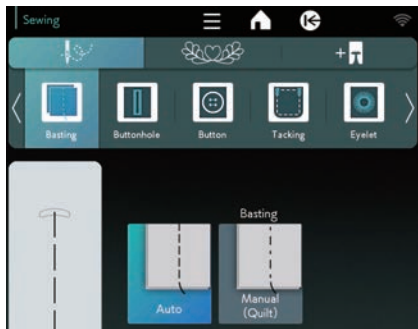 Sewing
Basting
Buttonhole
Button
Tacking
Eyelet
Basting
Auto
Manual
(Quilt)